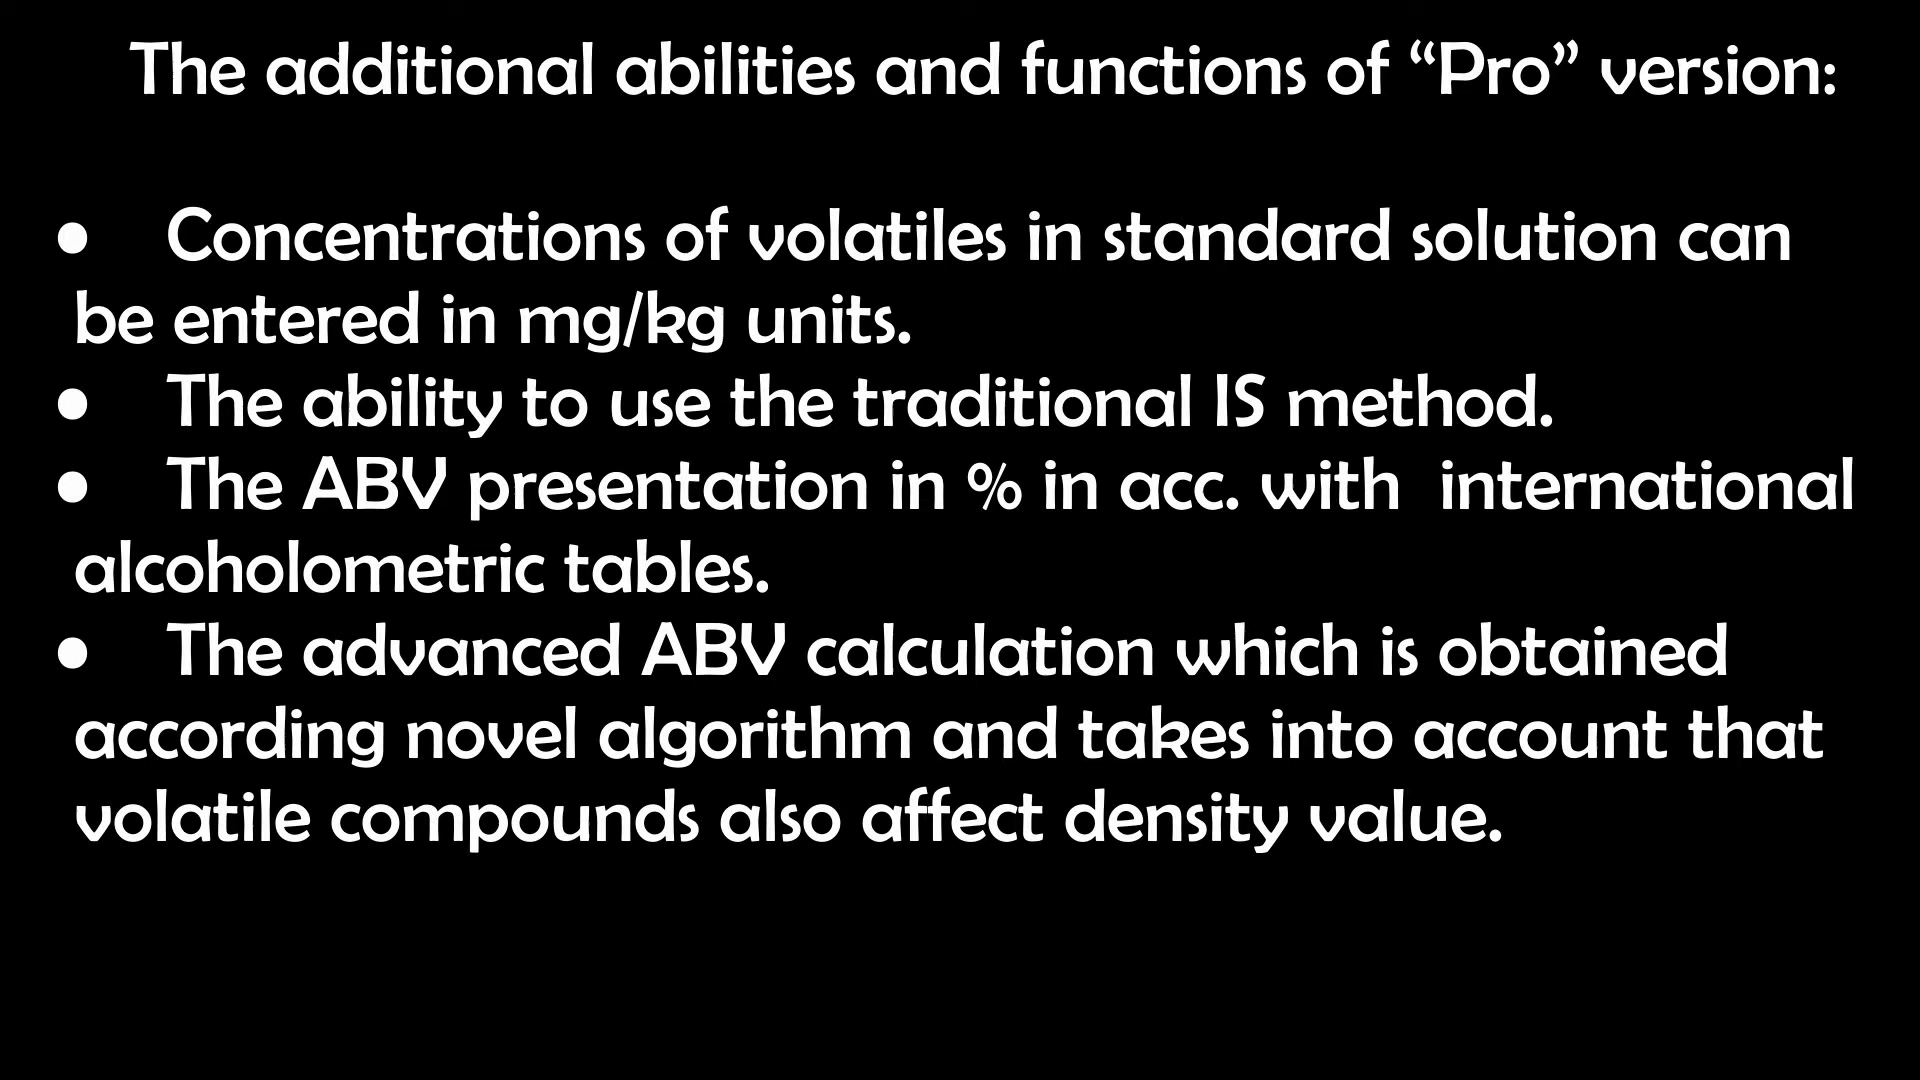 The additional abilities and functions of “Pro” version:
● Concentrations of volatiles in standard solution can
be entered in mg/kg units.
● The ability to use the traditional IS method.
● The ABV presentation in % in acc. with  international
alcoholometric tables.
● The advanced ABV calculation which is obtained
according novel algorithm and takes into account that
volatile compounds also affect density value.